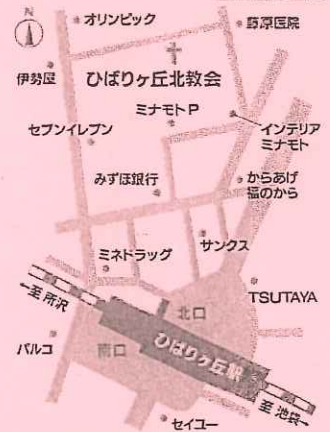 N
オリンピック
藤原医院
伊勢屋
ひばりヶ丘北教会
ミナモトP
セブンイレブン
インテリア
ミナモト
みずほ銀行
からあげ
福のから
ミネドラッグ
サンクス
TSUTAYA
←至 所沢
北口
ひばりヶ丘駅
パルコ
南口
至 池袋→
セイユー